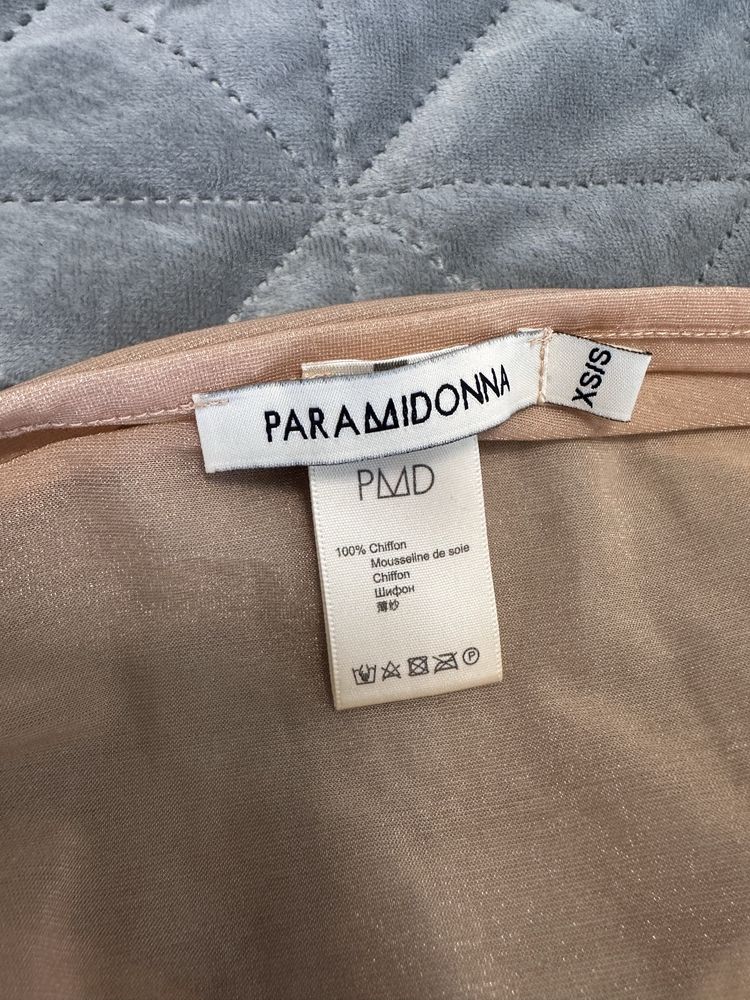 PARAMIDONNA
XS/S
PMD
100% Chiffon
Mousseline de soie
Chiffon
Шифон
薄纱
P